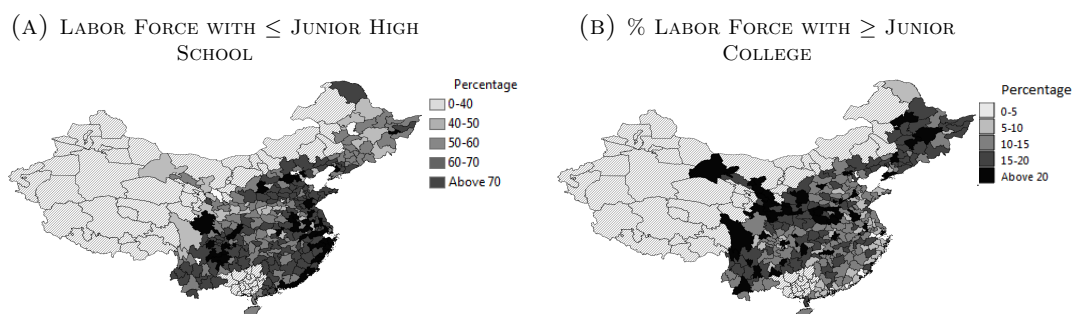 (A) LABOR FORCE WITH ≤ JUNIOR HIGH
SCHOOL
Percentage
0-40
40-50
50-60
60-70
Above 70
(B) % LABOR FORCE WITH ≥ JUNIOR
COLLEGE
Percentage
0-5
5-10
10-15
15-20
Above 20